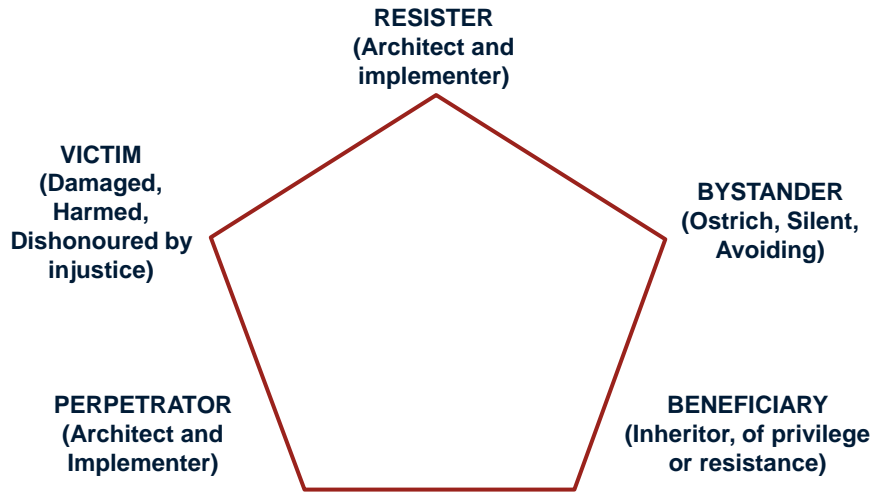 RESISTER
(Architect and
implementer)
VICTIM
(Damaged,
Harmed,
Dishonoured by
injustice)
BYSTANDER
(Ostrich, Silent,
Avoiding)
PERPETRATOR
(Architect and
Implementer)
BENEFICIARY
(Inheritor, of privilege
or resistance)